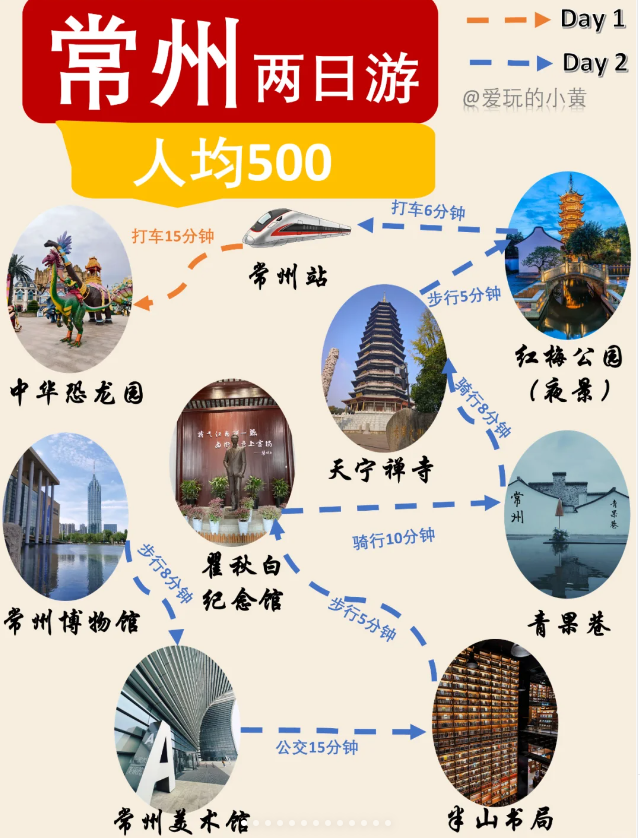 常州两日游
人均500
Day 1
Day 2
@爱玩的小黄
打车15分钟
打车6分钟
常州站
步行5分钟
中华恐龙园
红梅公园
（夜景）
天宁禅寺
骑行8分钟
常州
青果巷
瞿秋白
纪念馆
骑行10分钟
步行8分钟
常州博物馆
步行5分钟
青果巷
A
公交15分钟
常州美术馆
半山书局